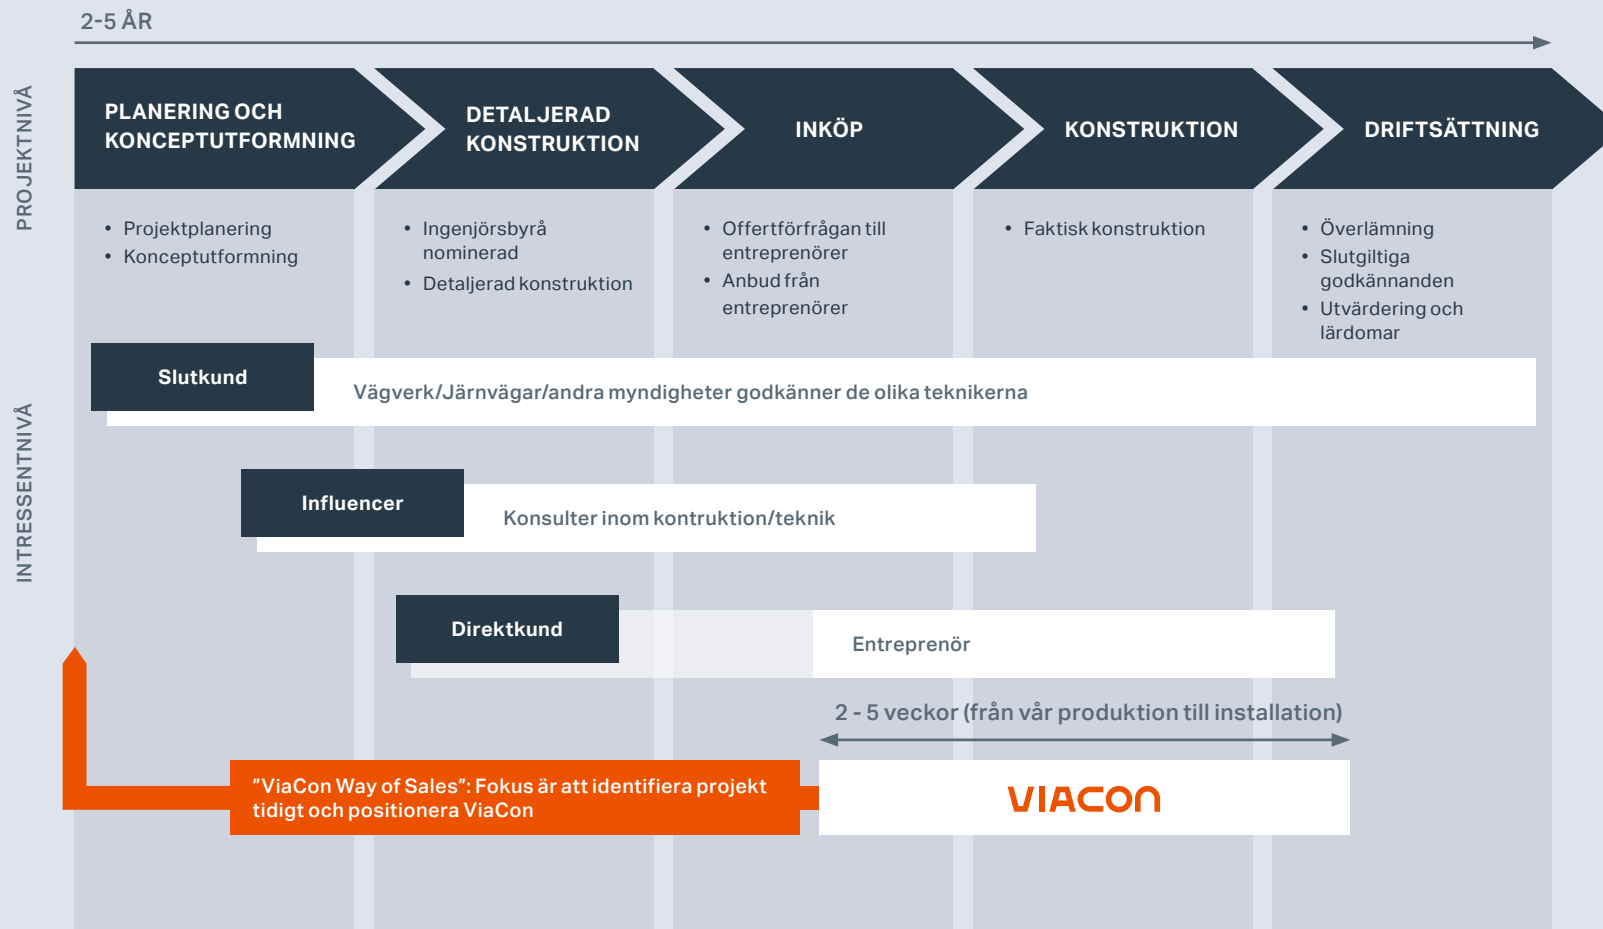 2-5 ÅR
PROJEKTNIVÅ
PLANERING OCH
KONCEPTUTFORMNING
DETALJERAD
KONSTRUKTION
INKÖP
KONSTRUKTION
DRIFTSÄTTNING
• Projektplanering
• Konceptutformning
• Ingenjörsbyrå
nominerad
• Detaljerad konstruktion
• Offertförfrågan till
entreprenörer
• Anbud från
entreprenörer
• Faktisk konstruktion
• Överlämning
• Slutgiltiga
godkännanden
• Utvärdering och
lärdomar
INTRESSENTNIVÅ
Slutkund
Vägverk/Järnvägar/andra myndigheter godkänner de olika teknikerna
Influencer
Konsulter inom kontruktion/teknik
Direktkund
Entreprenör
2 - 5 veckor (från vår produktion till installation)
"ViaCon Way of Sales": Fokus är att identifiera projekt
tidigt och positionera ViaCon
VIACON